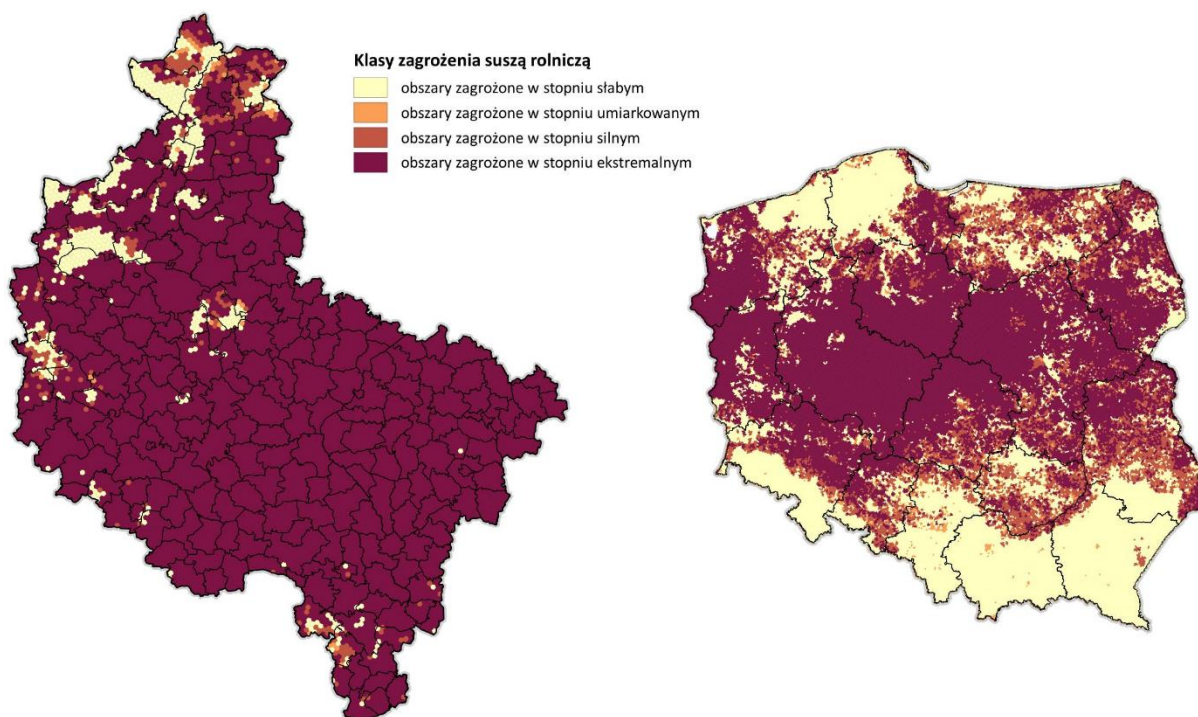 Klasy zagrożenia suszą rolniczą
obszary zagrożone w stopniu słabym
obszary zagrożone w stopniu umiarkowanym
obszary zagrożone w stopniu silnym
obszary zagrożone w stopniu ekstremalnym